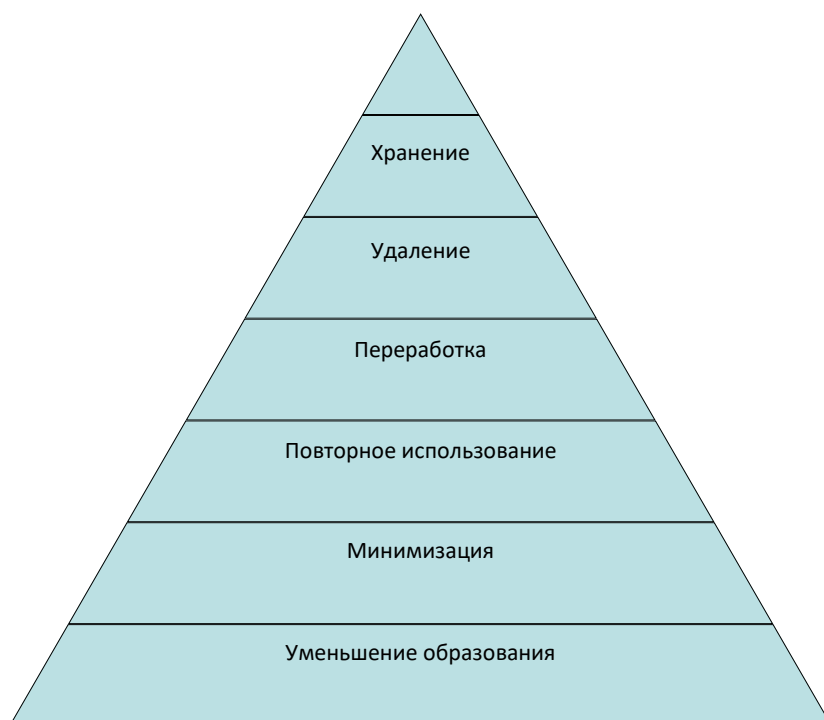 Хранение
Удаление
Переработка
Повторное использование
Минимизация
Уменьшение образования